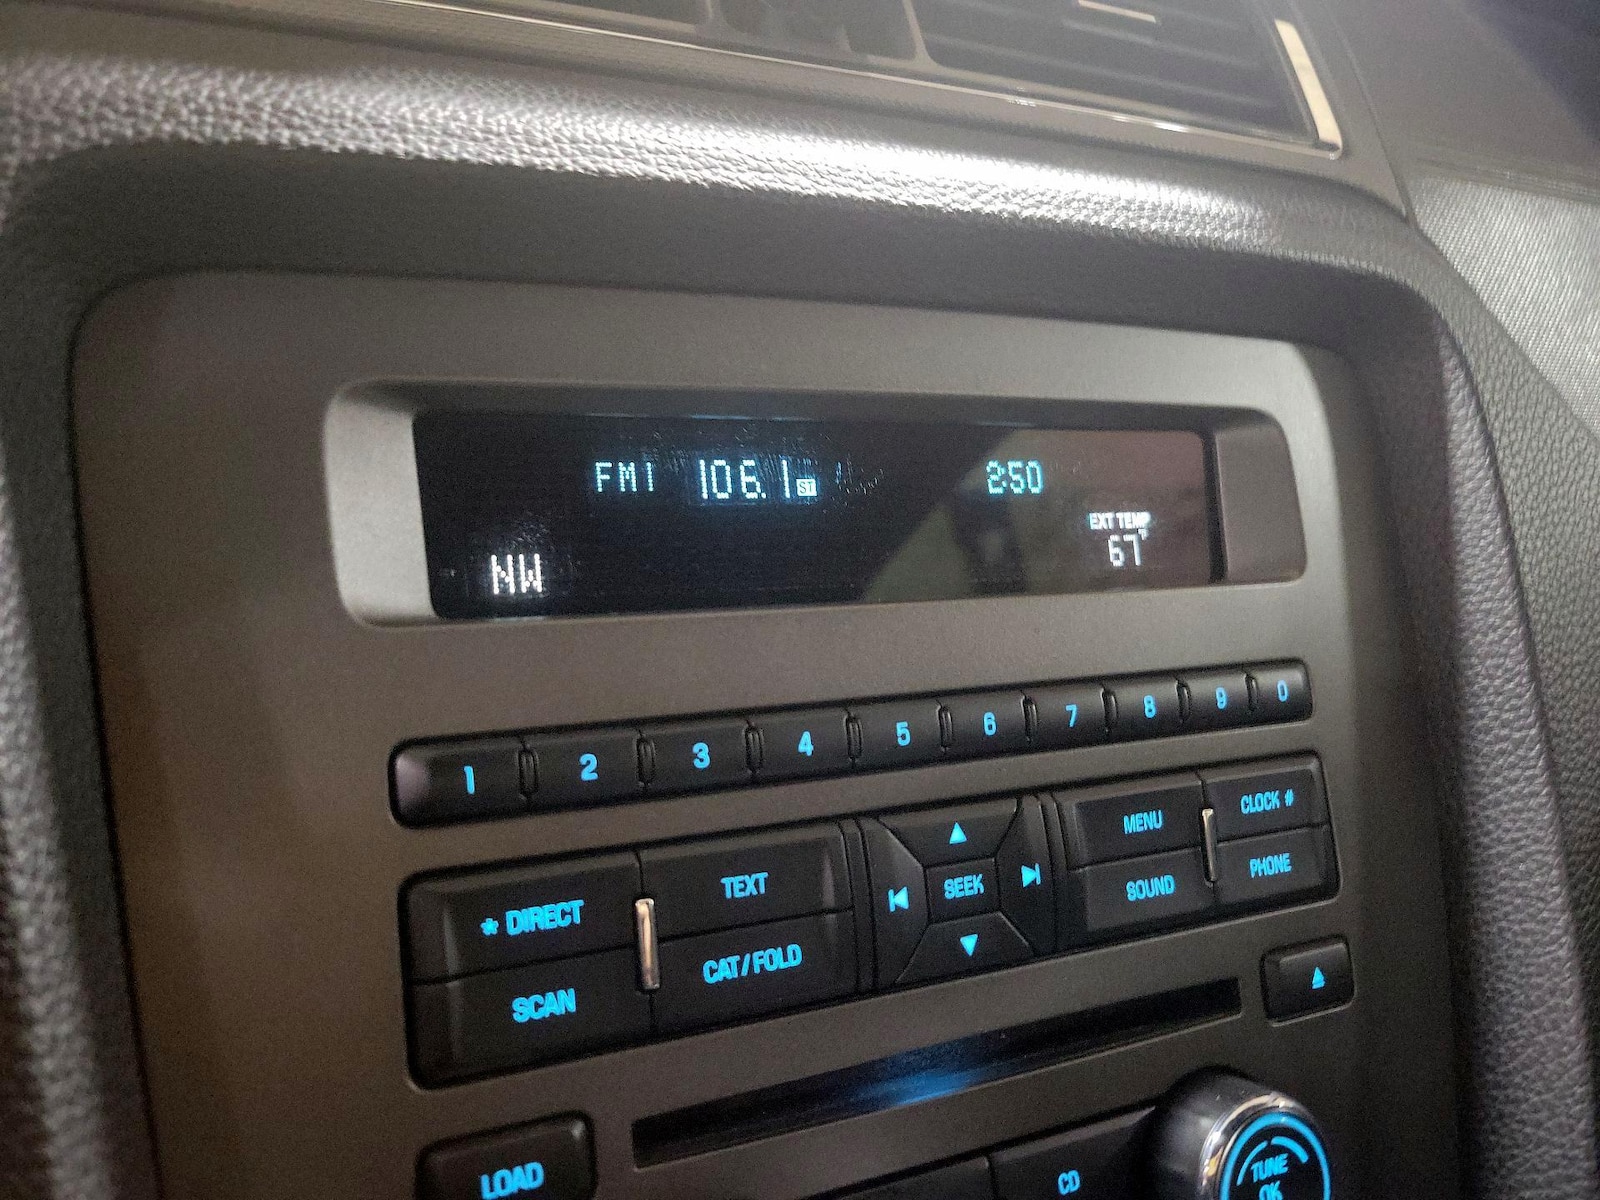 FM1 106.1 ST 2:50
EXT TEMP
NW 67°
1 2 3 4 5 6 7 8 9 0
* DIRECT TEXT SEEK MENU CLOCK #
SCAN CAT/FOLD SOUND PHONE
LOAD CD TUNE
OK